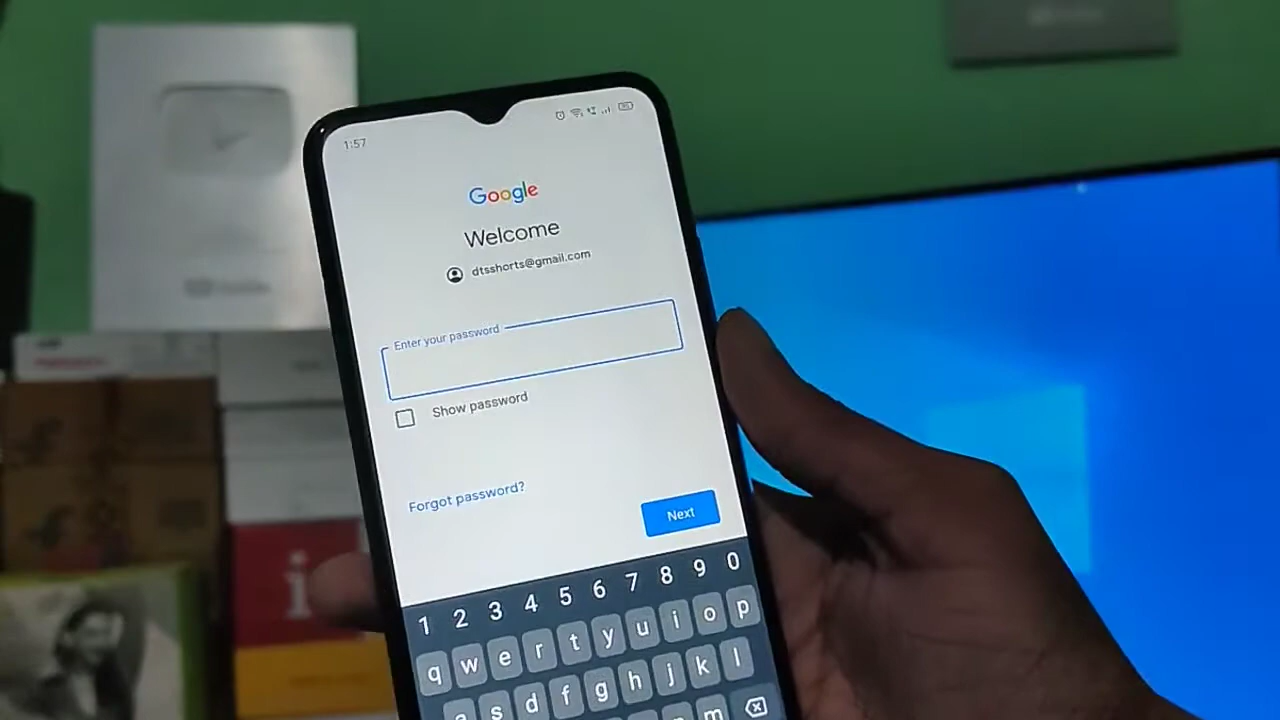 1:57
Google
Welcome
dtsshorts@gmail.com
Enter your password
Show password
Forgot password?
Next
1 2 3 4 5 6 7 8 9 0
q w e r t y u i o p
a s d f g h j k l
m